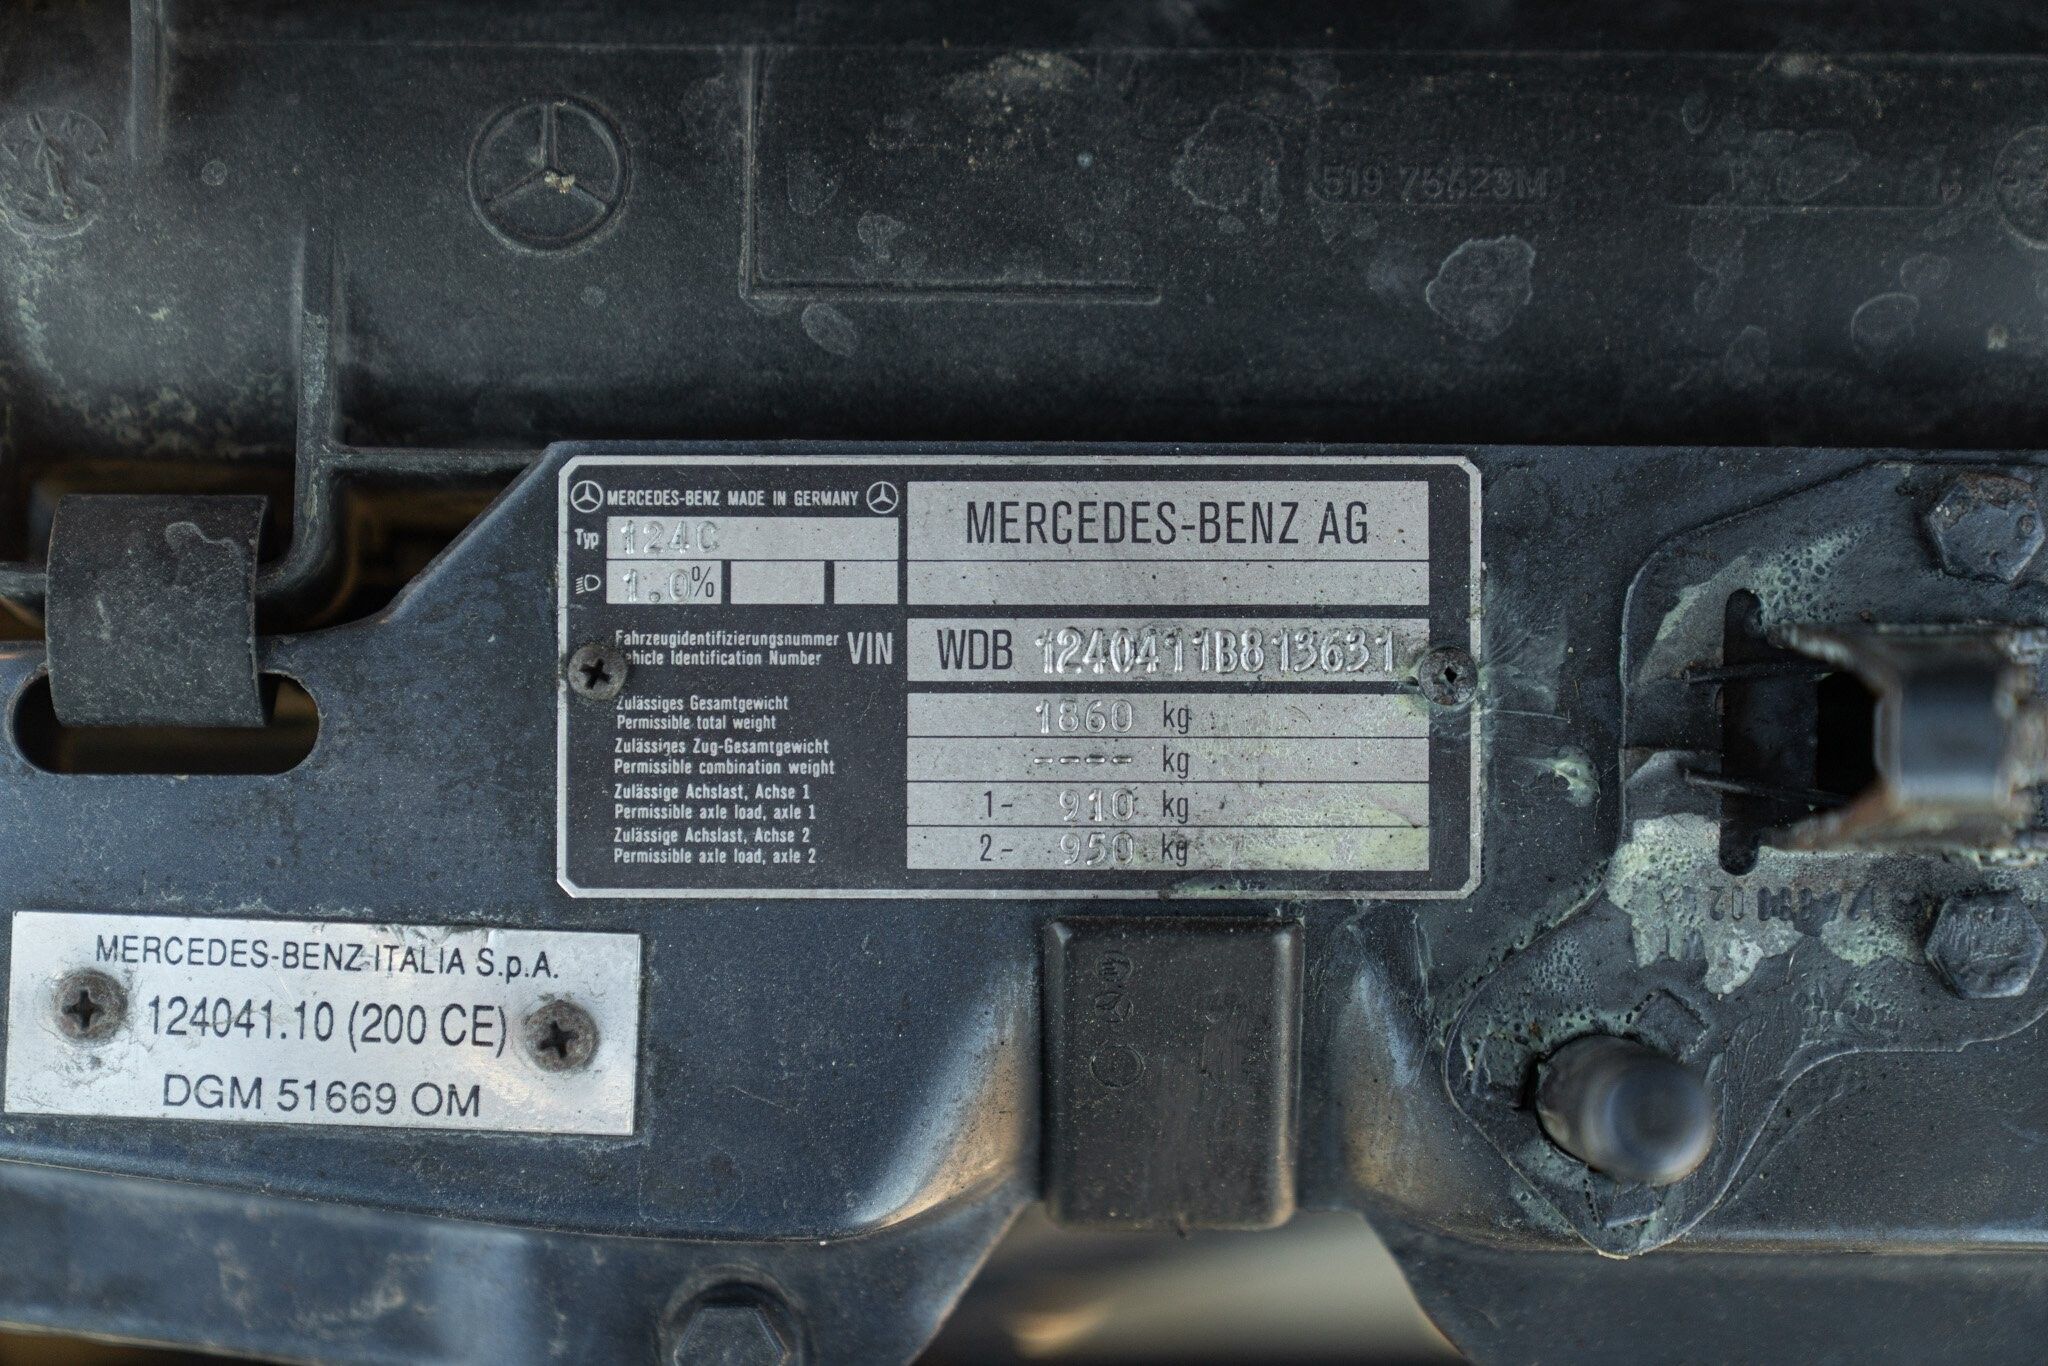 519 75623M
MERCEDES-BENZ MADE IN GERMANY
MERCEDES-BENZ AG
Typ 124C
1.0%
Fahrzeugidentifizierungsnummer
Vehicle Identification Number
VIN
WDB 1240411B813631
Zulässiges Gesamtgewicht
Permissible total weight
1860 kg
Zulässiges Zug-Gesamtgewicht
Permissible combination weight
---- kg
Zulässige Achslast, Achse 1
Permissible axle load, axle 1
1- 910 kg
Zulässige Achslast, Achse 2
Permissible axle load, axle 2
2- 950 kg
MERCEDES-BENZ ITALIA S.p.A.
124041.10 (200 CE)
DGM 51669 OM